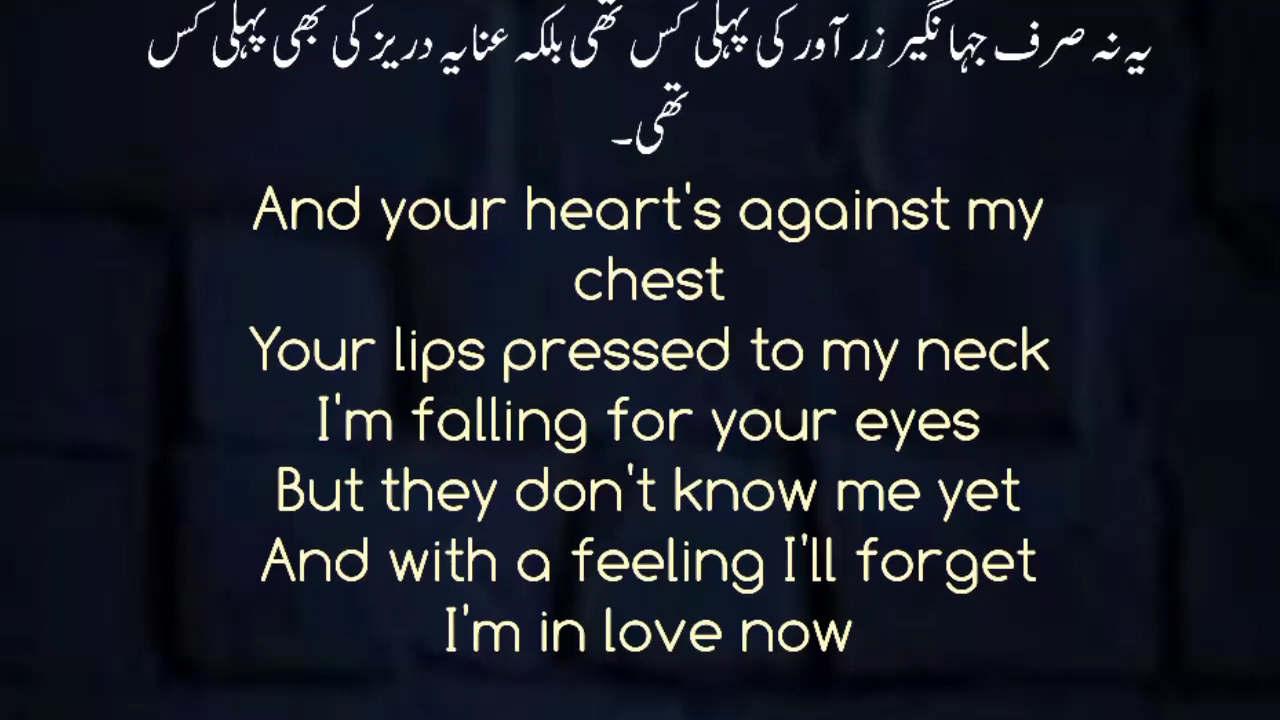 یہ نہ صرف جہانگیر زر آور کی پہلی کس تھی بلکہ عنایہ دریز کی بھی پہلی کس
تھی۔
And your heart's against my
chest
Your lips pressed to my neck
I'm falling for your eyes
But they don't know me yet
And with a feeling I'll forget
I'm in love now